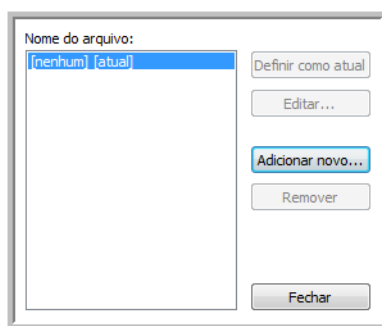 Nome do arquivo:
[nenhum] [atual]
Definir como atual
Editar...
Adicionar novo...
Remover
Fechar